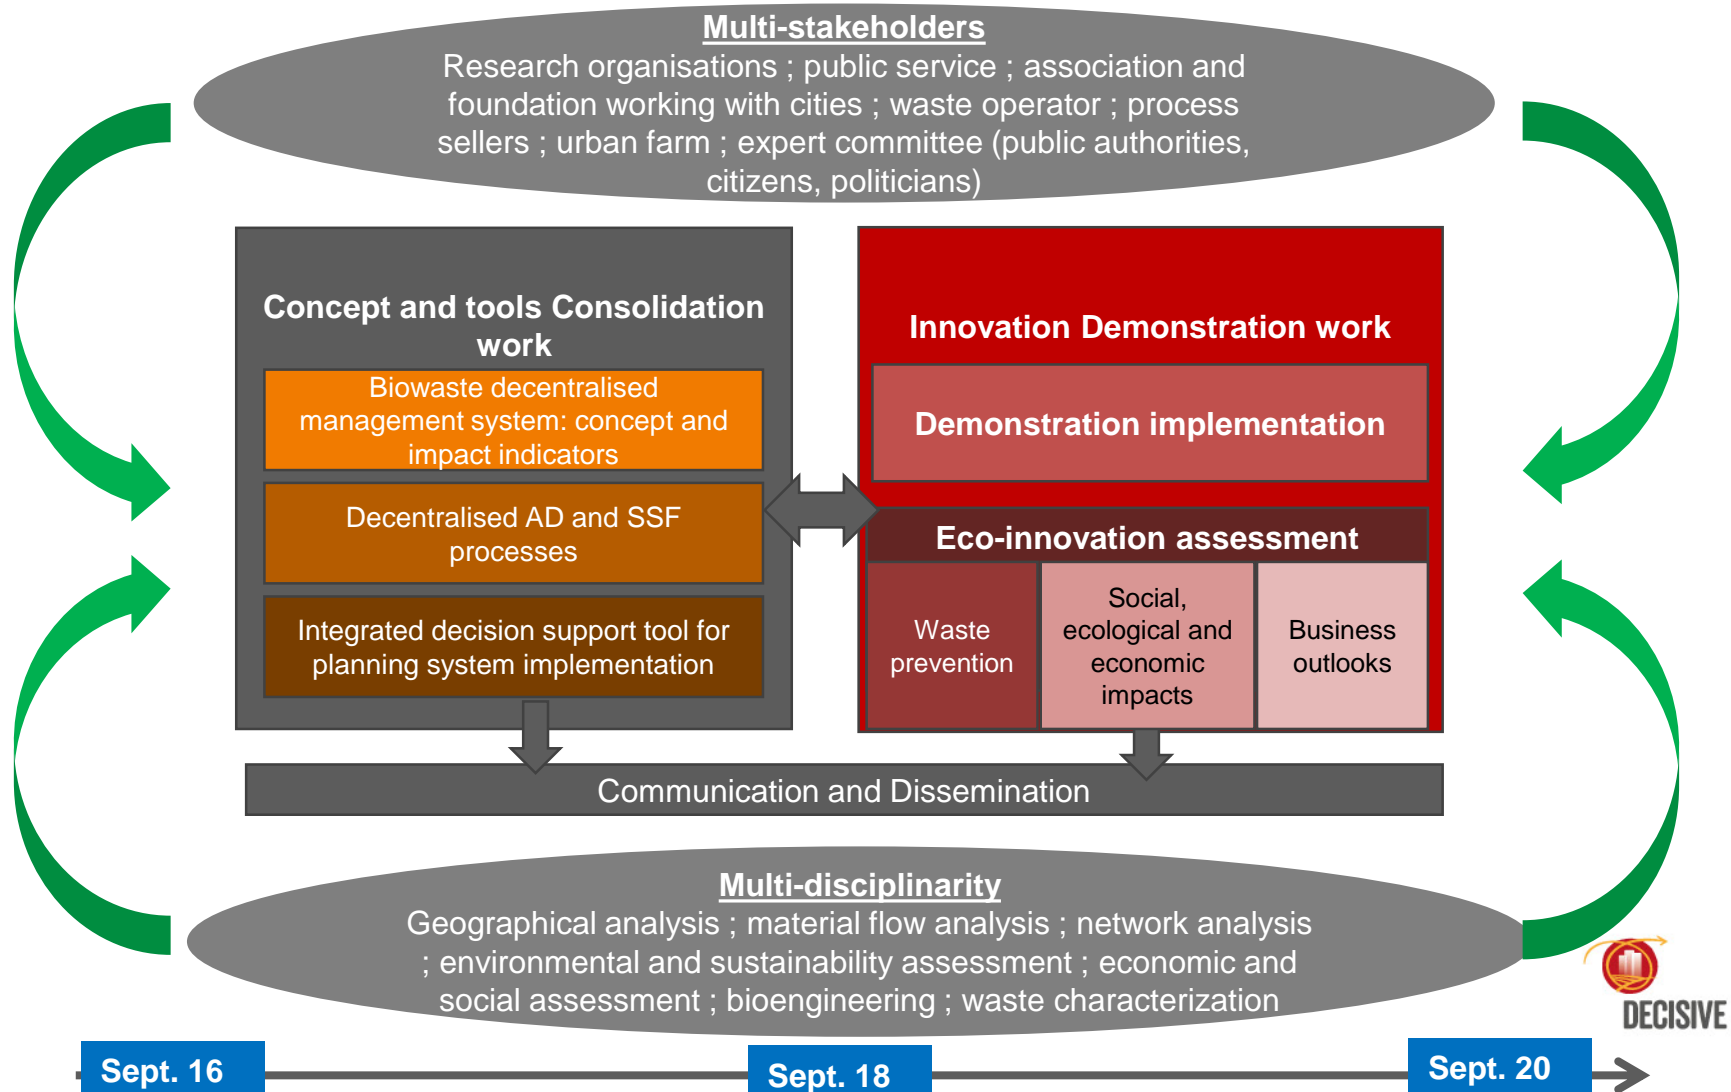 Multi-stakeholders
Research organisations ; public service ; association and
foundation working with cities ; waste operator ; process
sellers ; urban farm ; expert committee (public authorities,
citizens, politicians)
Concept and tools Consolidation
work
Biowaste decentralised
management system: concept and
impact indicators
Decentralised AD and SSF
processes
Integrated decision support tool for
planning system implementation
Innovation Demonstration work
Demonstration implementation
Eco-innovation assessment
Waste
prevention
Social,
ecological and
economic
impacts
Business
outlooks
Communication and Dissemination
Multi-disciplinarity
Geographical analysis ; material flow analysis ; network analysis
; environmental and sustainability assessment ; economic and
social assessment ; bioengineering ; waste characterization
DECISIVE
Sept. 16
Sept. 18
Sept. 20